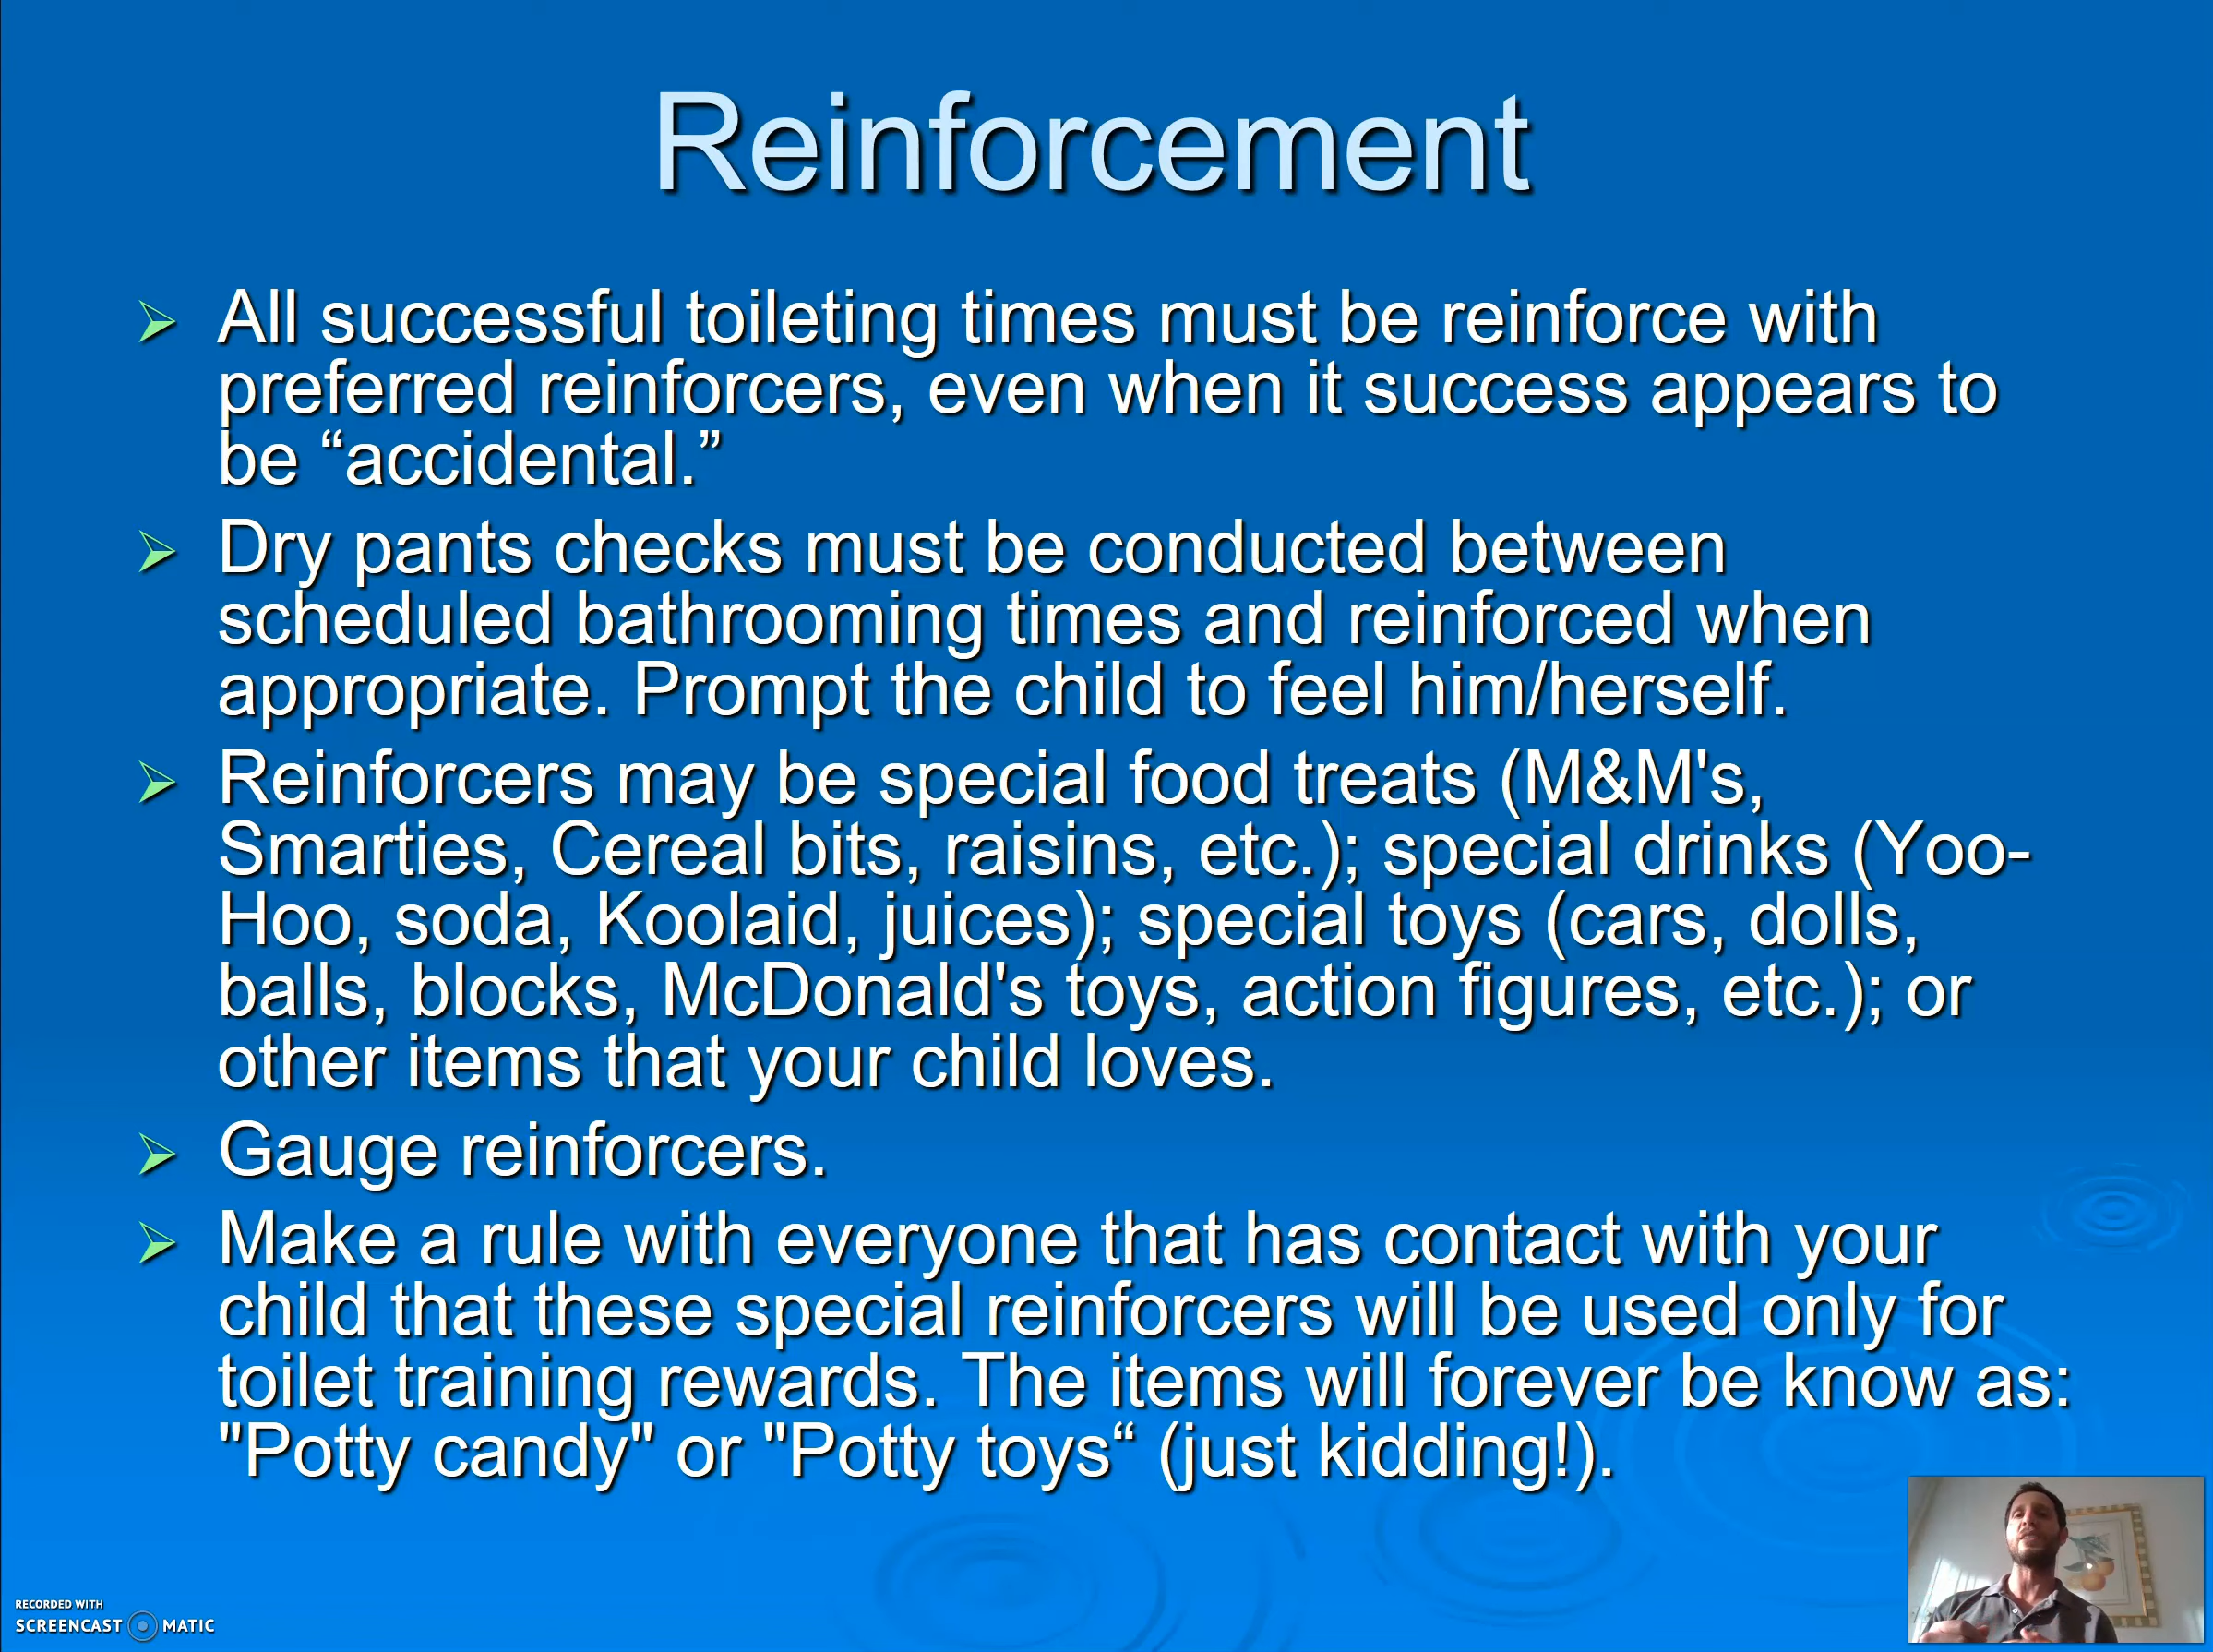 Reinforcement
All successful toileting times must be reinforce with
preferred reinforcers, even when it success appears to
be “accidental.”
Dry pants checks must be conducted between
scheduled bathrooming times and reinforced when
appropriate. Prompt the child to feel him/herself.
Reinforcers may be special food treats (M&M's,
Smarties, Cereal bits, raisins, etc.); special drinks (Yoo-
Hoo, soda, Koolaid, juices); special toys (cars, dolls,
balls, blocks, McDonald's toys, action figures, etc.); or
other items that your child loves.
Gauge reinforcers.
Make a rule with everyone that has contact with your
child that these special reinforcers will be used only for
toilet training rewards. The items will forever be know as:
"Potty candy" or "Potty toys“ (just kidding!).
RECORDED WITH
SCREENCAST MATIC